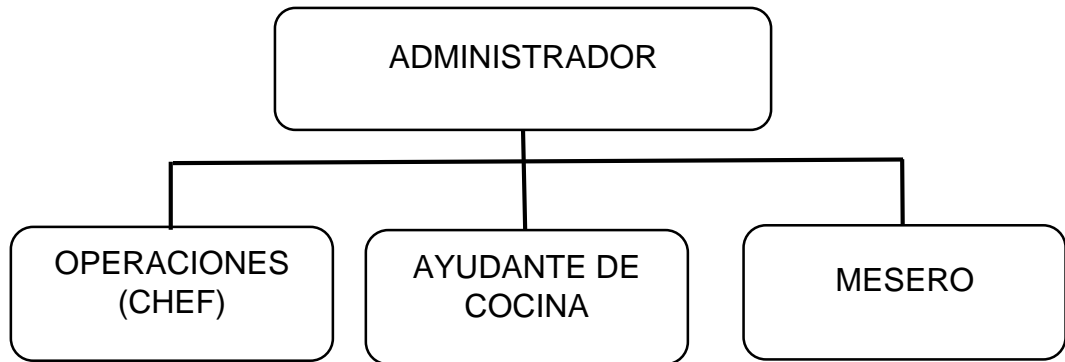 ADMINISTRADOR
OPERACIONES
(CHEF)
AYUDANTE DE
COCINA
MESERO